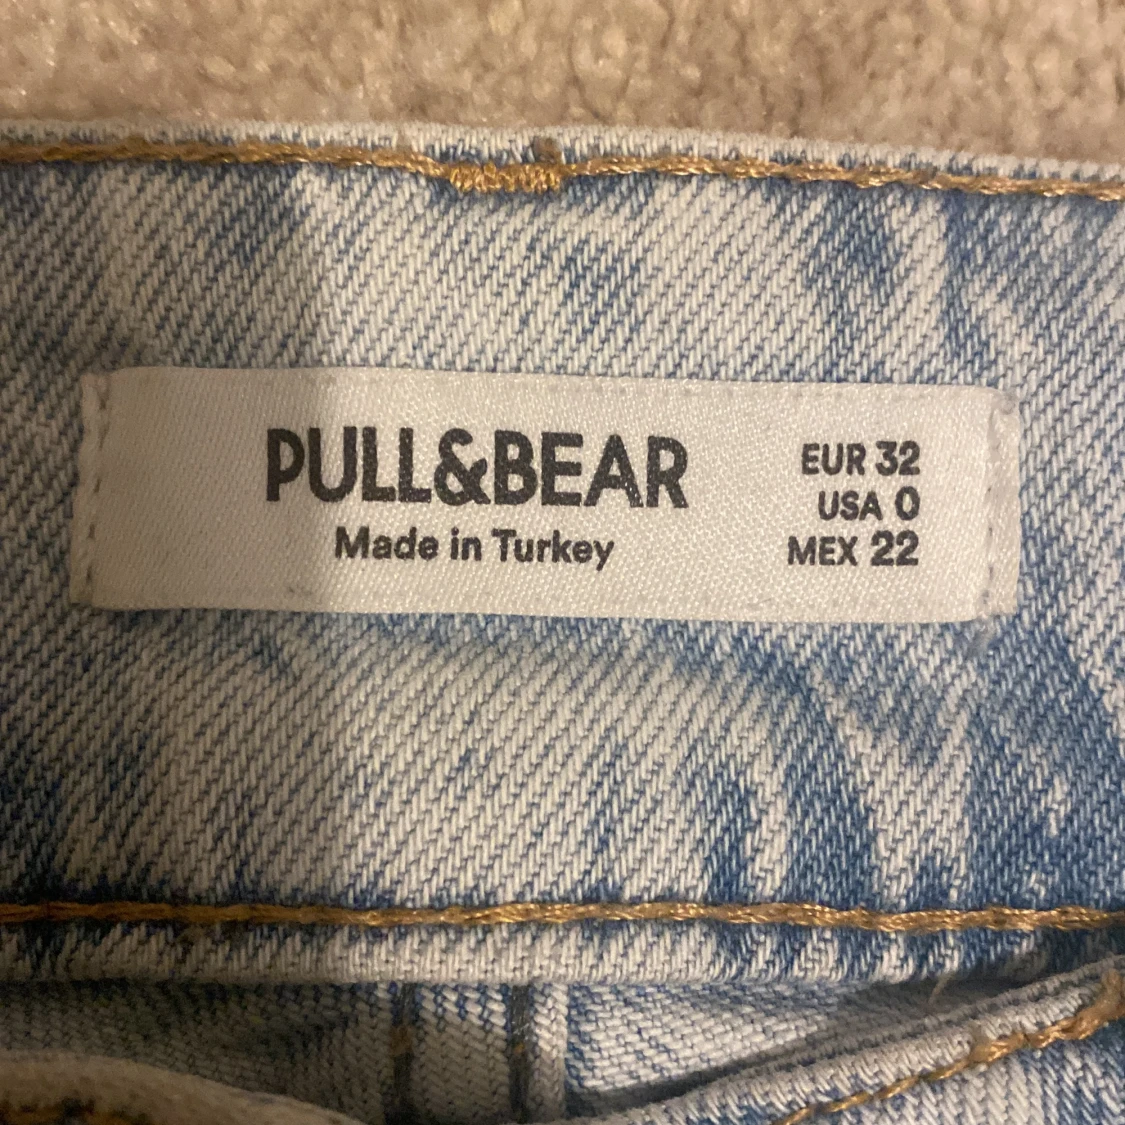 PULL&BEAR
Made in Turkey
EUR 32
USA 0
MEX 22